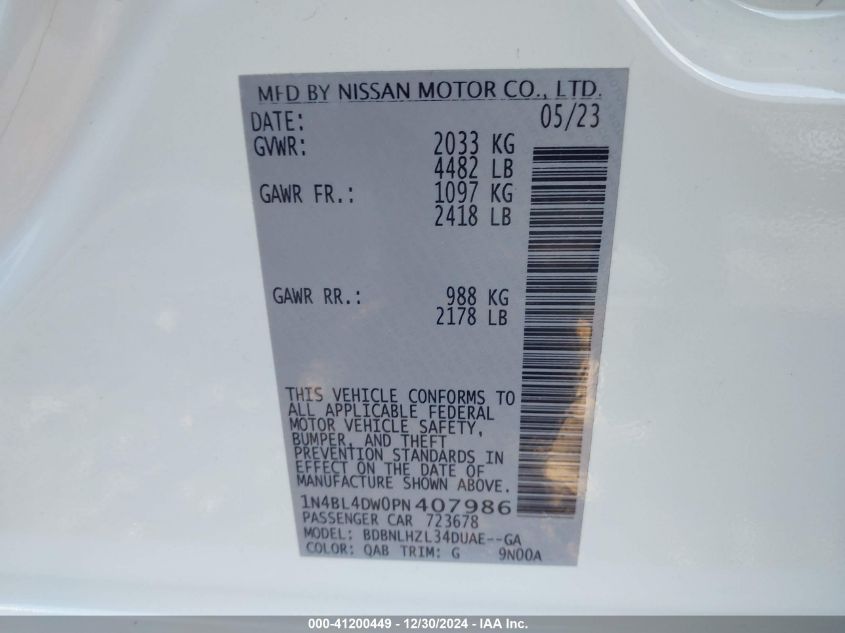 MFD BY NISSAN MOTOR CO., LTD.
DATE: 05/23
GVWR: 2033 KG
4482 LB
GAWR FR.: 1097 KG
2418 LB
GAWR RR.: 988 KG
2178 LB
THIS VEHICLE CONFORMS TO
ALL APPLICABLE FEDERAL
MOTOR VEHICLE SAFETY,
BUMPER, AND THEFT
PREVENTION STANDARDS IN
EFFECT ON THE DATE OF
MANUFACTURE SHOWN ABOVE.
1N4BL4DW0PN407986
PASSENGER CAR 723678
MODEL: BDBNLHZL34DUAE--GA
COLOR: QAB TRIM: G 9N00A
000-41200449 - 12/30/2024 - IAA Inc.